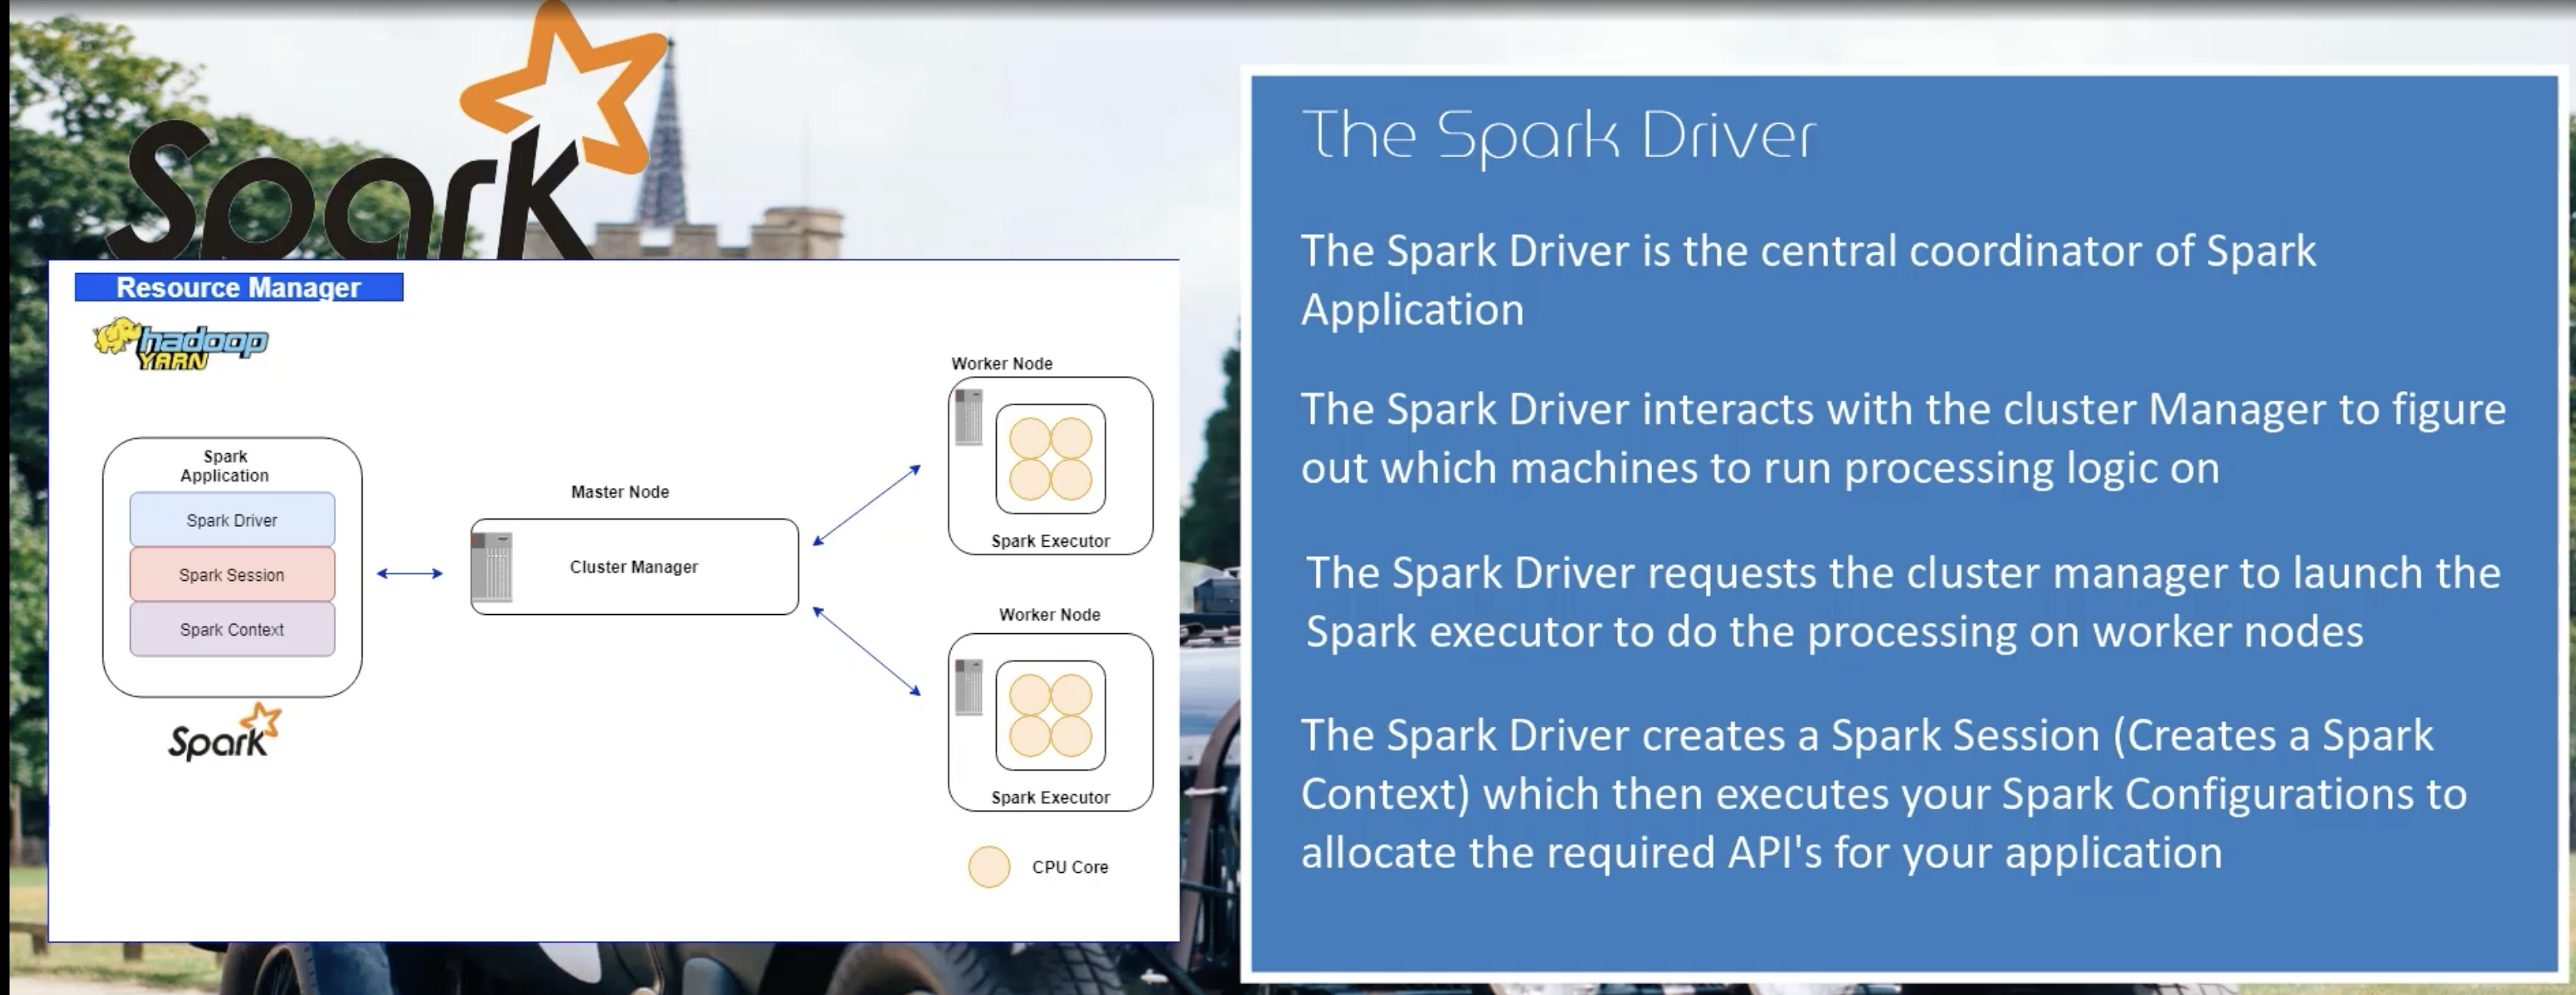 Spark
Resource Manager
hadoop
YARN
Spark
Application
Spark Driver
Spark Session
Spark Context
Spark
Master Node
Cluster Manager
Worker Node
Spark Executor
Worker Node
Spark Executor
CPU Core
The Spark Driver
The Spark Driver is the central coordinator of Spark
Application
The Spark Driver interacts with the cluster Manager to figure
out which machines to run processing logic on
The Spark Driver requests the cluster manager to launch the
Spark executor to do the processing on worker nodes
The Spark Driver creates a Spark Session (Creates a Spark
Context) which then executes your Spark Configurations to
allocate the required API's for your application